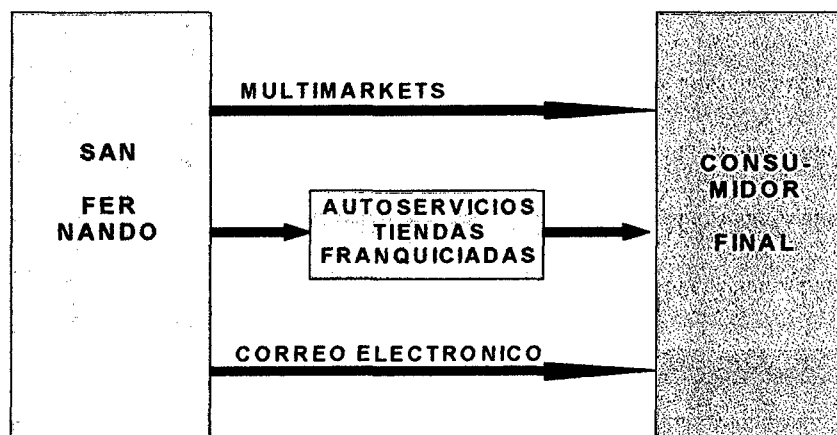 MULTIMARKETS
SAN
FER
NANDO
AUTOSERVICIOS
TIENDAS
FRANQUICIADAS
CORREO ELECTRONICO
CONSU-
MIDOR
FINAL